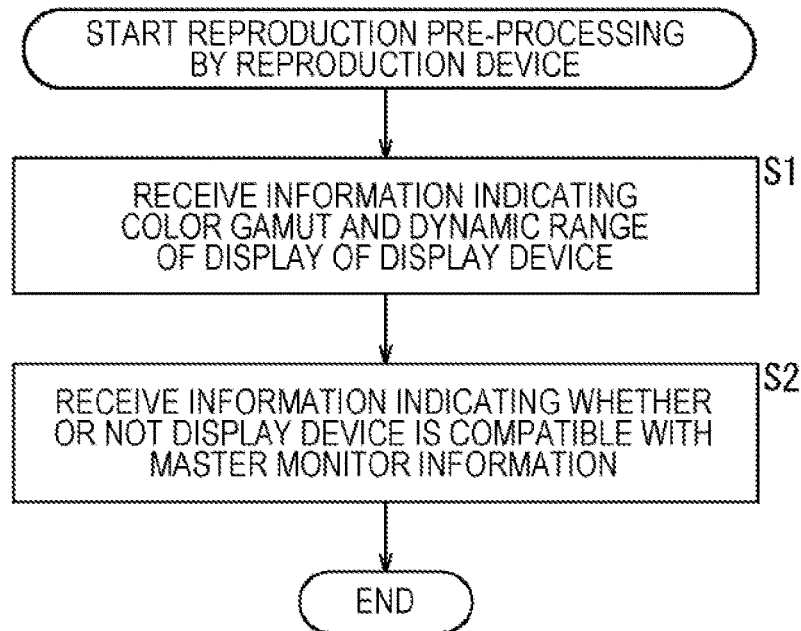 START REPRODUCTION PRE-PROCESSING
BY REPRODUCTION DEVICE
S1
RECEIVE INFORMATION INDICATING
COLOR GAMUT AND DYNAMIC RANGE
OF DISPLAY OF DISPLAY DEVICE
S2
RECEIVE INFORMATION INDICATING WHETHER
OR NOT DISPLAY DEVICE IS COMPATIBLE WITH
MASTER MONITOR INFORMATION
END